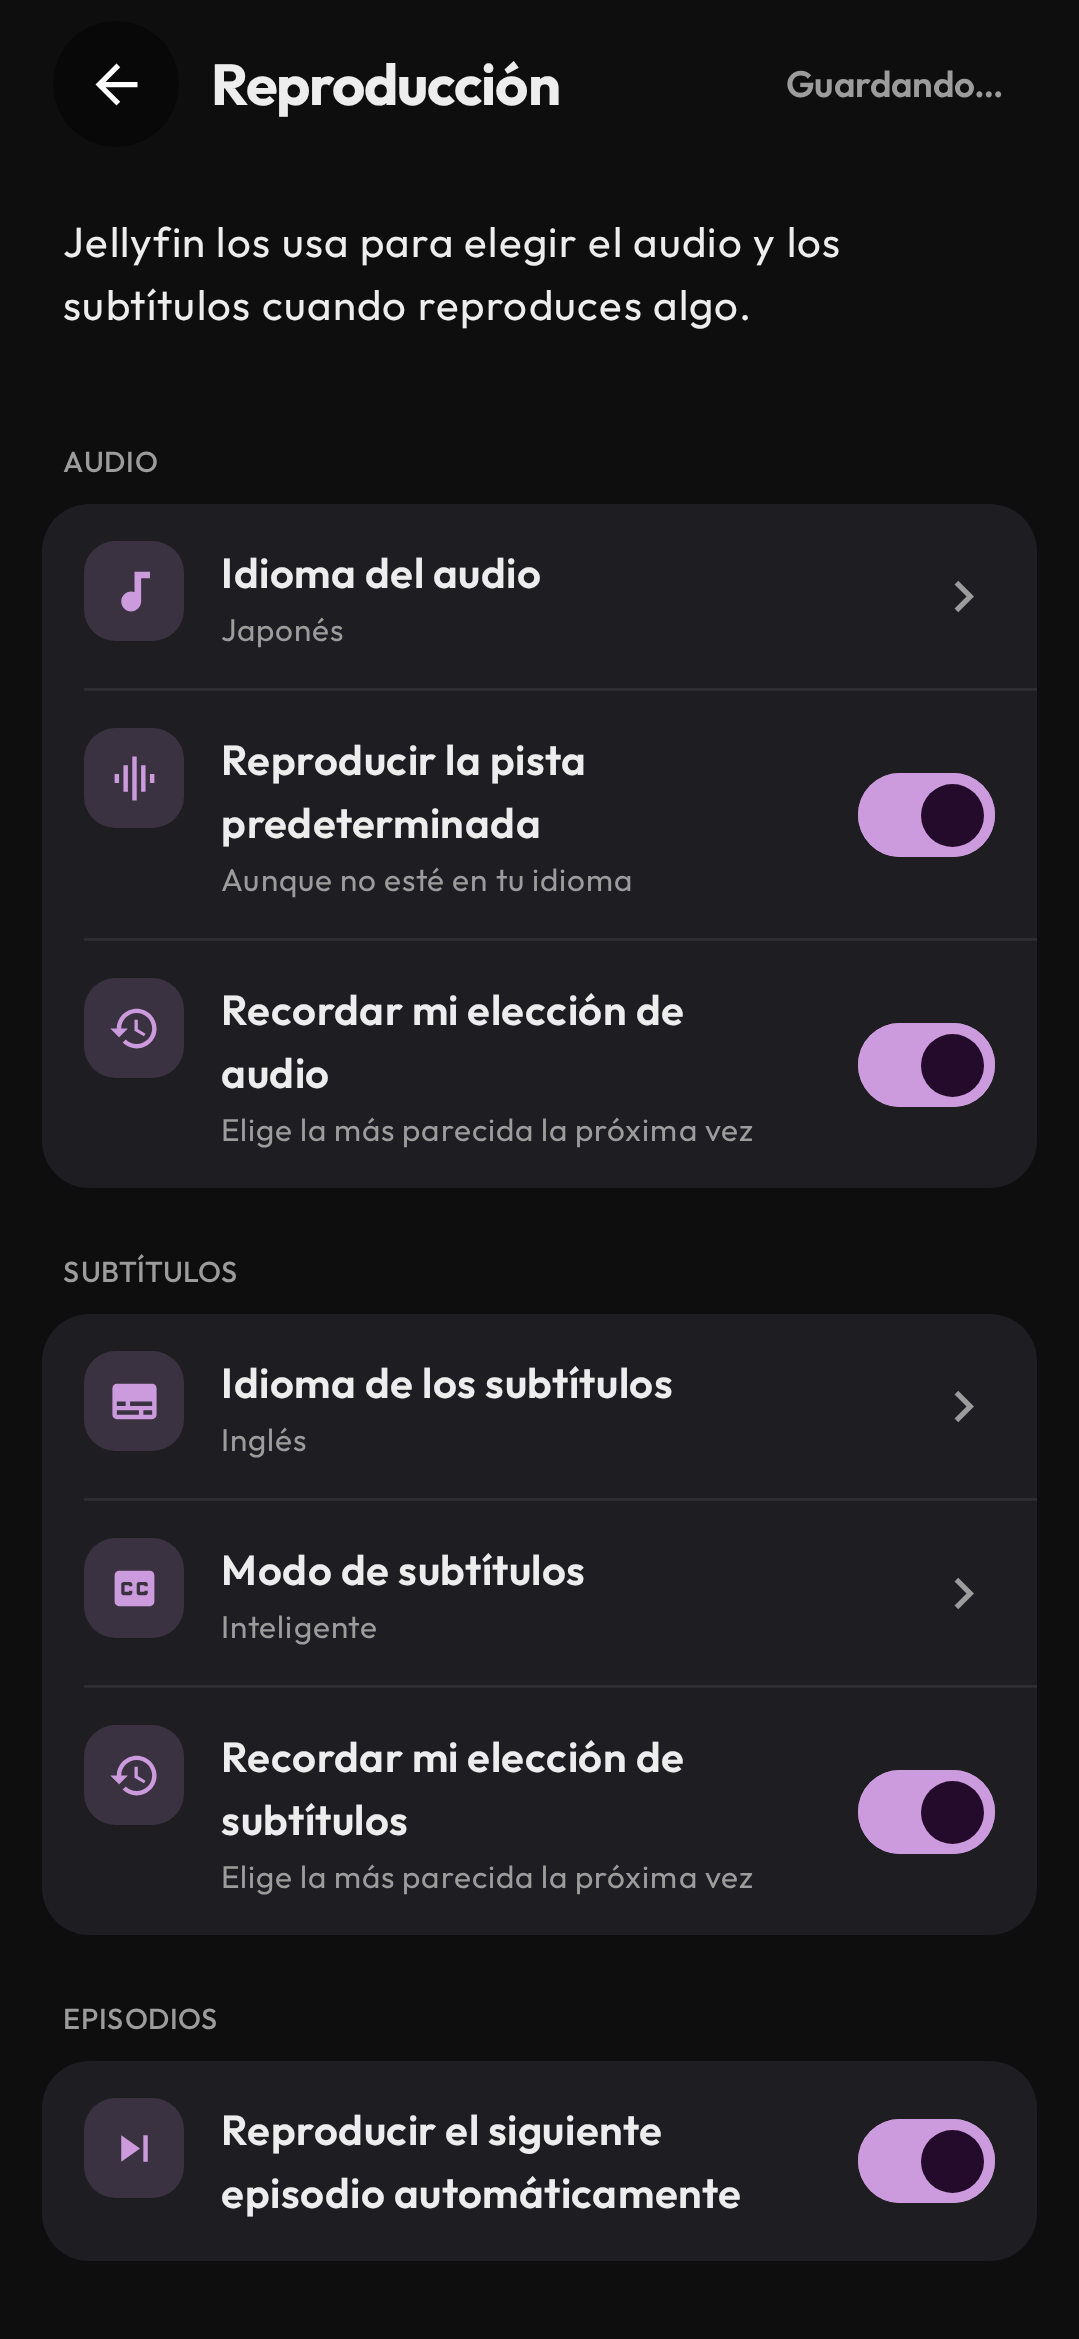 Reproducción
Guardando...
Jellyfin los usa para elegir el audio y los
subtítulos cuando reproduces algo.
AUDIO
Idioma del audio
Japonés
Reproducir la pista
predeterminada
Aunque no esté en tu idioma
Recordar mi elección de
audio
Elige la más parecida la próxima vez
SUBTÍTULOS
Idioma de los subtítulos
Inglés
CC
Modo de subtítulos
Inteligente
Recordar mi elección de
subtítulos
Elige la más parecida la próxima vez
EPISODIOS
Reproducir el siguiente
episodio automáticamente